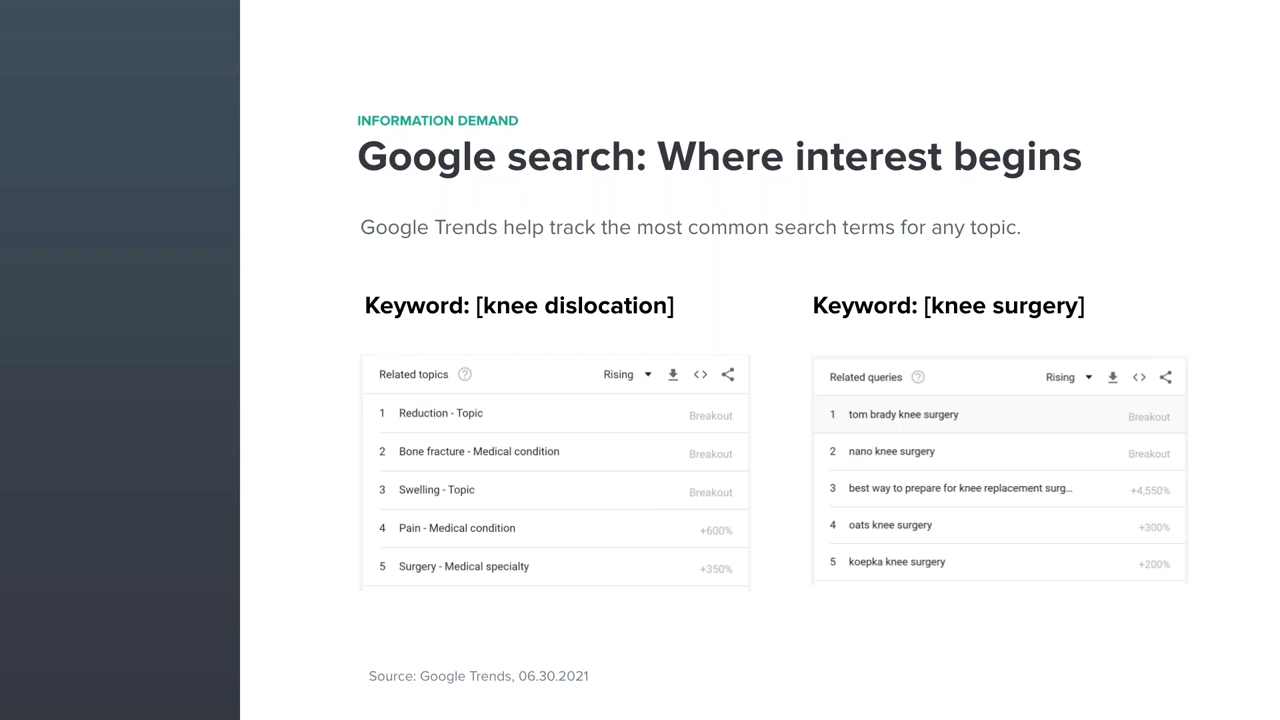 INFORMATION DEMAND
Google search: Where interest begins
Google Trends help track the most common search terms for any topic.
Keyword: [knee dislocation]
Related topics ? Rising
1 Reduction - Topic Breakout
2 Bone fracture - Medical condition Breakout
3 Swelling - Topic Breakout
4 Pain - Medical condition +600%
5 Surgery - Medical specialty +350%
Keyword: [knee surgery]
Related queries ? Rising
1 tom brady knee surgery Breakout
2 nano knee surgery Breakout
3 best way to prepare for knee replacement surg... +4,550%
4 oats knee surgery +300%
5 koepka knee surgery +200%
Source: Google Trends, 06.30.2021